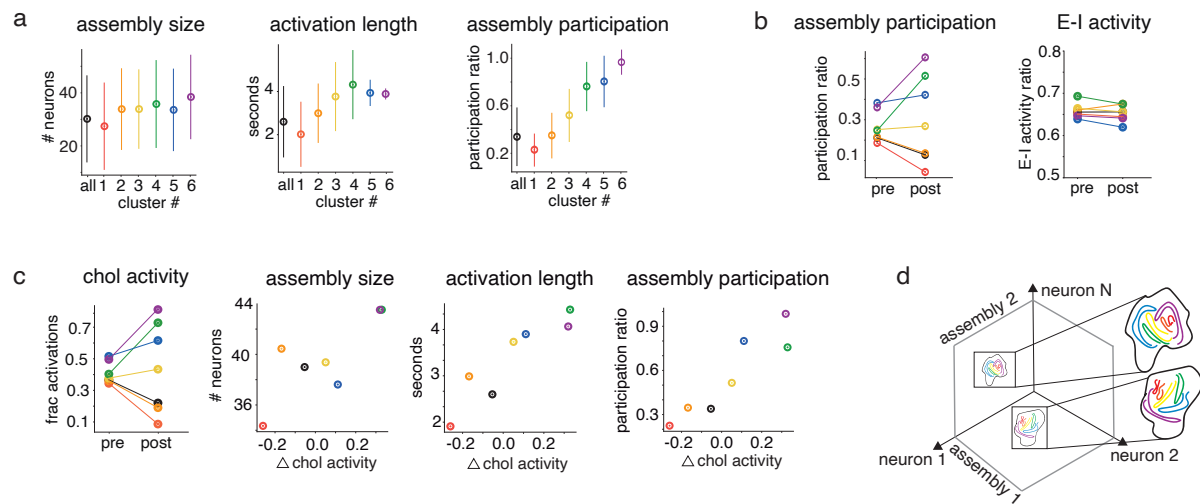 a
assembly size
# neurons
40
20
all 1 2 3 4 5 6
cluster #
activation length
seconds
4
2
all 1 2 3 4 5 6
cluster #
assembly participation
participation ratio
1.0
0.6
0.2
all 1 2 3 4 5 6
cluster #
b
assembly participation
participation ratio
0.5
0.3
0.1
pre post
E-I activity
E-I activity ratio
0.8
0.7
0.6
0.5
pre post
c
chol activity
frac activations
0.7
0.5
0.3
0.1
pre post
assembly size
# neurons
44
40
36
-0.2 0.0 0.2
△ chol activity
activation length
seconds
4
3
2
-0.2 0.0 0.2
△ chol activity
assembly participation
participation ratio
0.9
0.6
0.3
-0.2 0.0 0.2
△ chol activity
d
neuron N
assembly 2
neuron 1
assembly 1
neuron 2